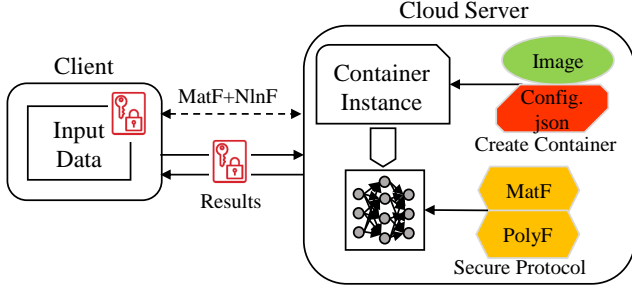 Cloud Server
Client
Input
Data
MatF+NlnF
Results
Container
Instance
Image
Config.
json
Create Container
MatF
PolyF
Secure Protocol